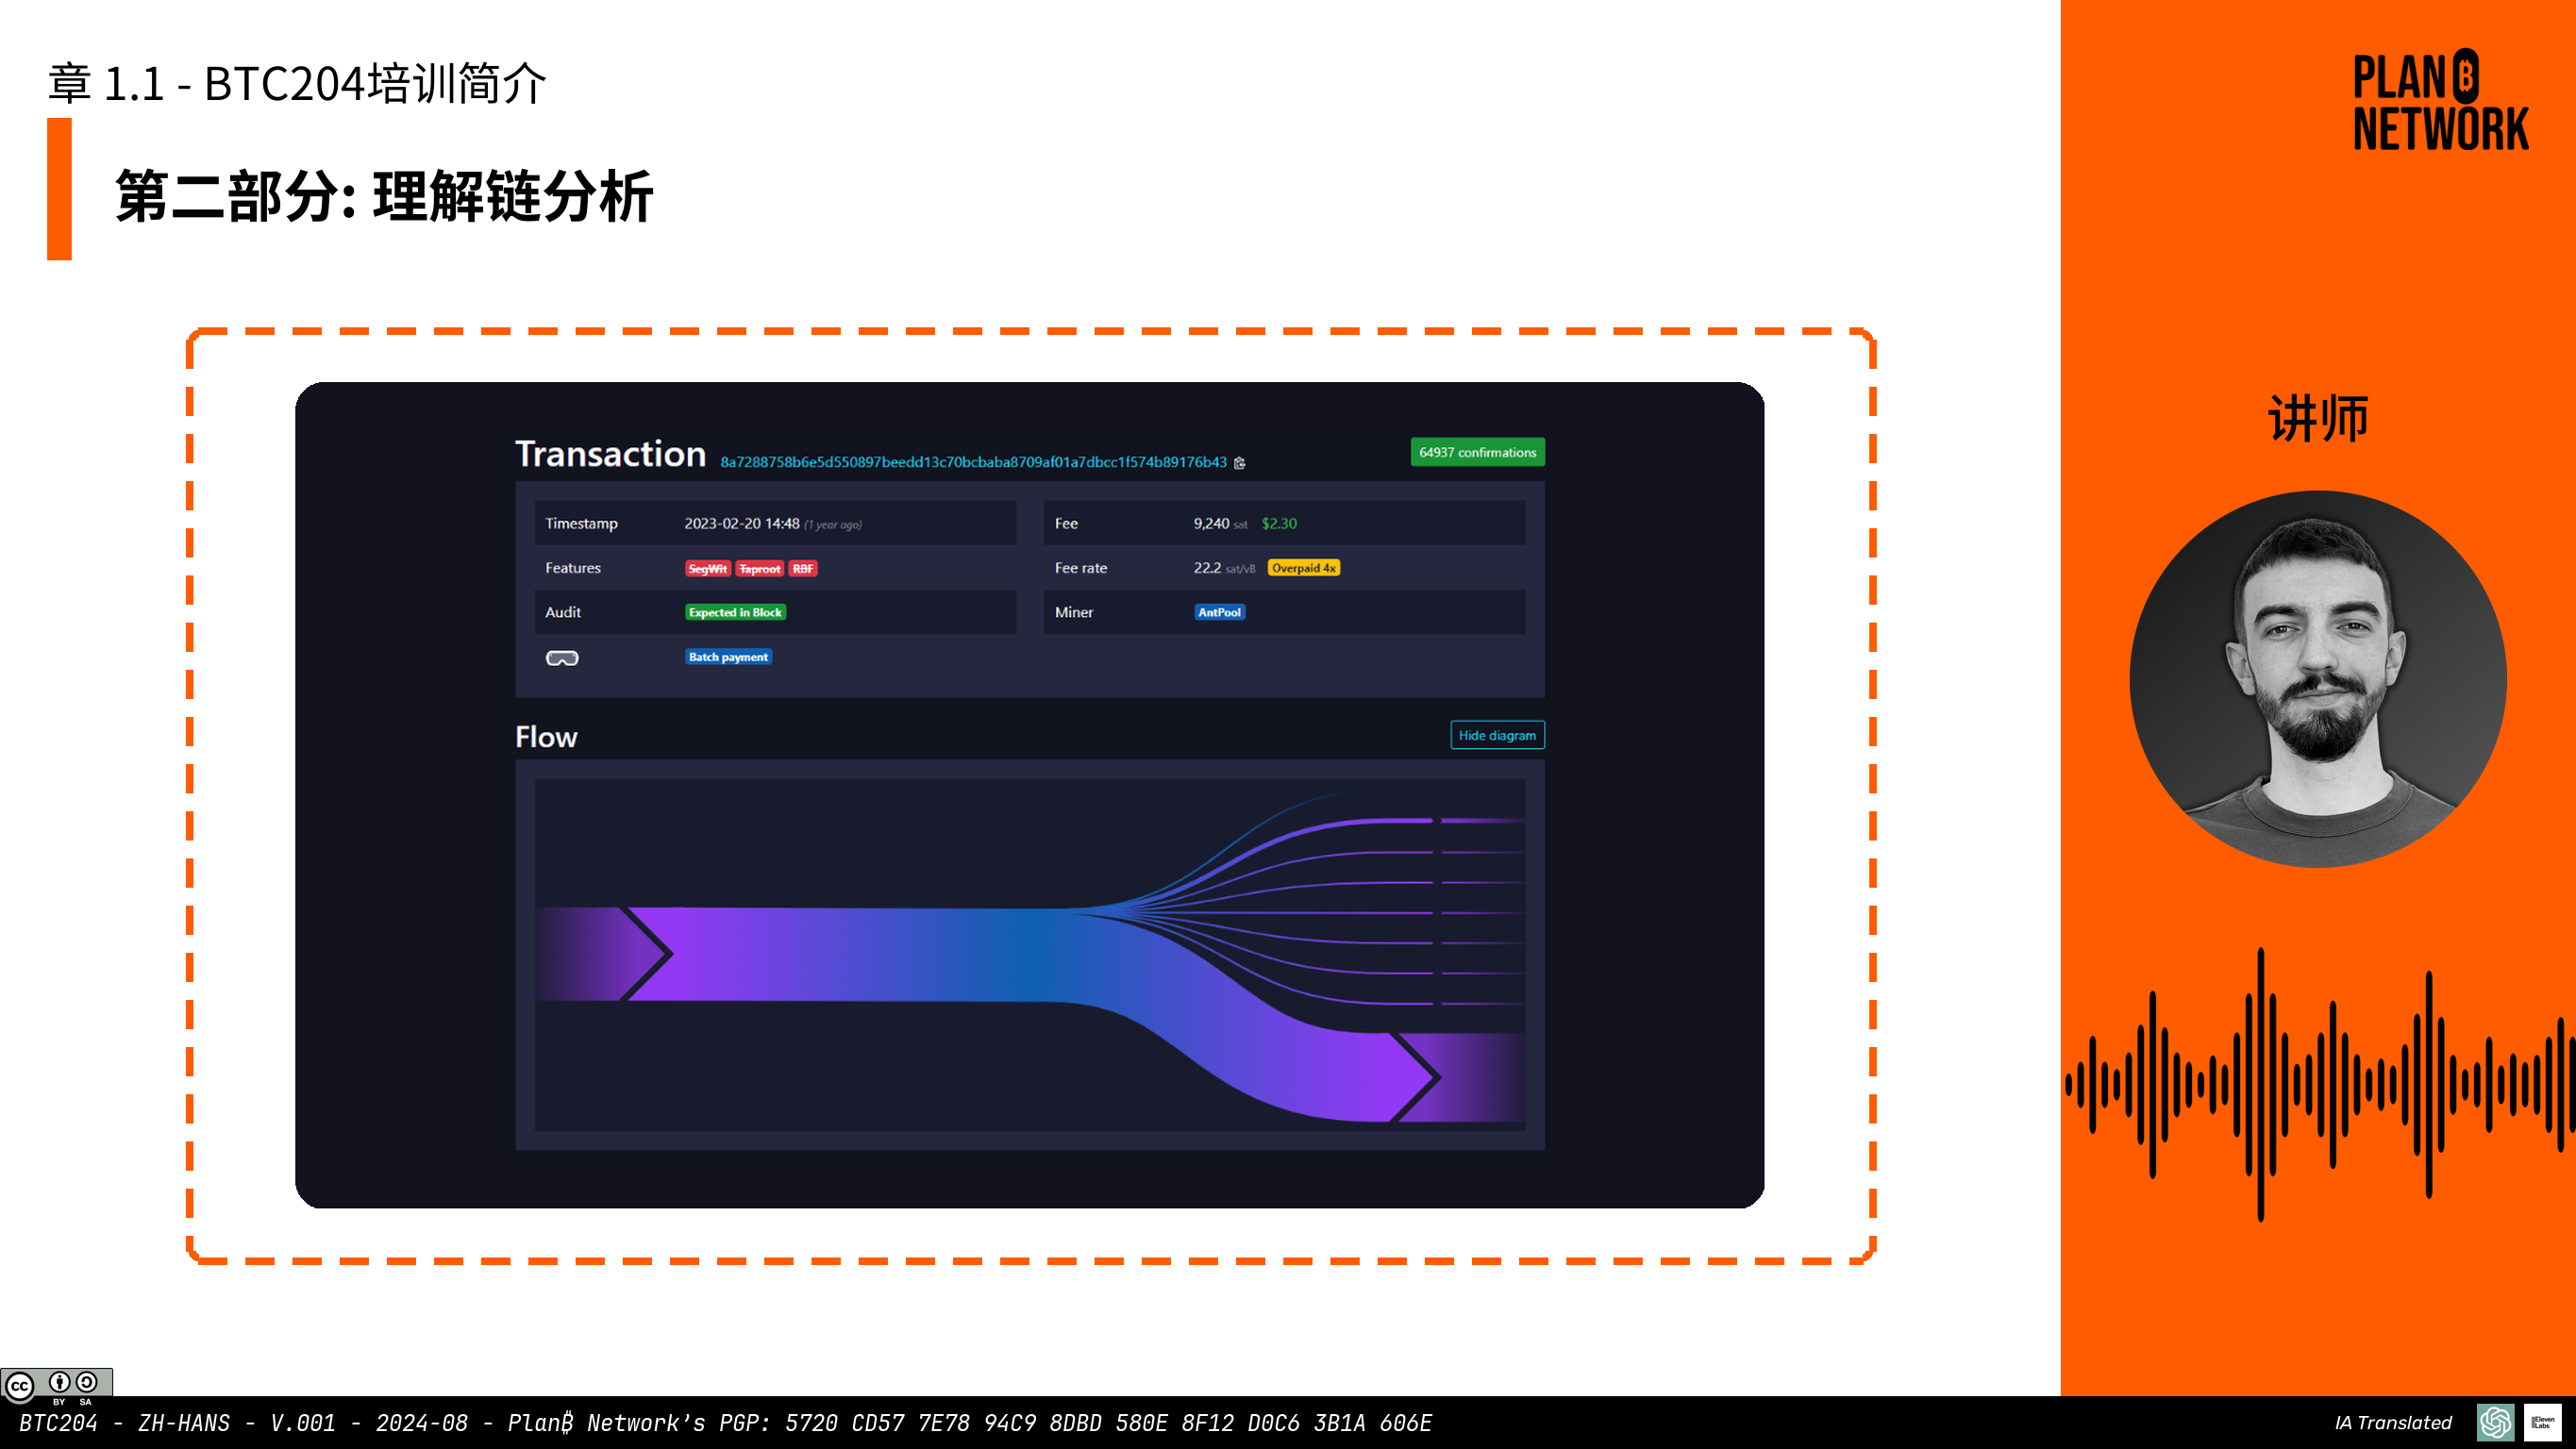 章 1.1 - BTC204培训简介
第二部分: 理解链分析
PLAN ₿
NETWORK
讲师
Transaction 8a7288758b6e5d550897beedd13c70bcbaba8709af01a7dbcc1f574b89176b43
64937 confirmations
Timestamp 2023-02-20 14:48 (1 year ago)
Fee 9,240 sat $2.30
Features SegWit Taproot RBF
Fee rate 22.2 sat/vB Overpaid 4x
Audit Expected in Block
Miner AntPool
Batch payment
Flow
Hide diagram
cc BY SA
BTC204 - ZH-HANS - V.001 - 2024-08 - Plan₿ Network’s PGP: 5720 CD57 7E78 94C9 8DBD 580E 8F12 D0C6 3B1A 606E
IA Translated
IIEleven
Labs